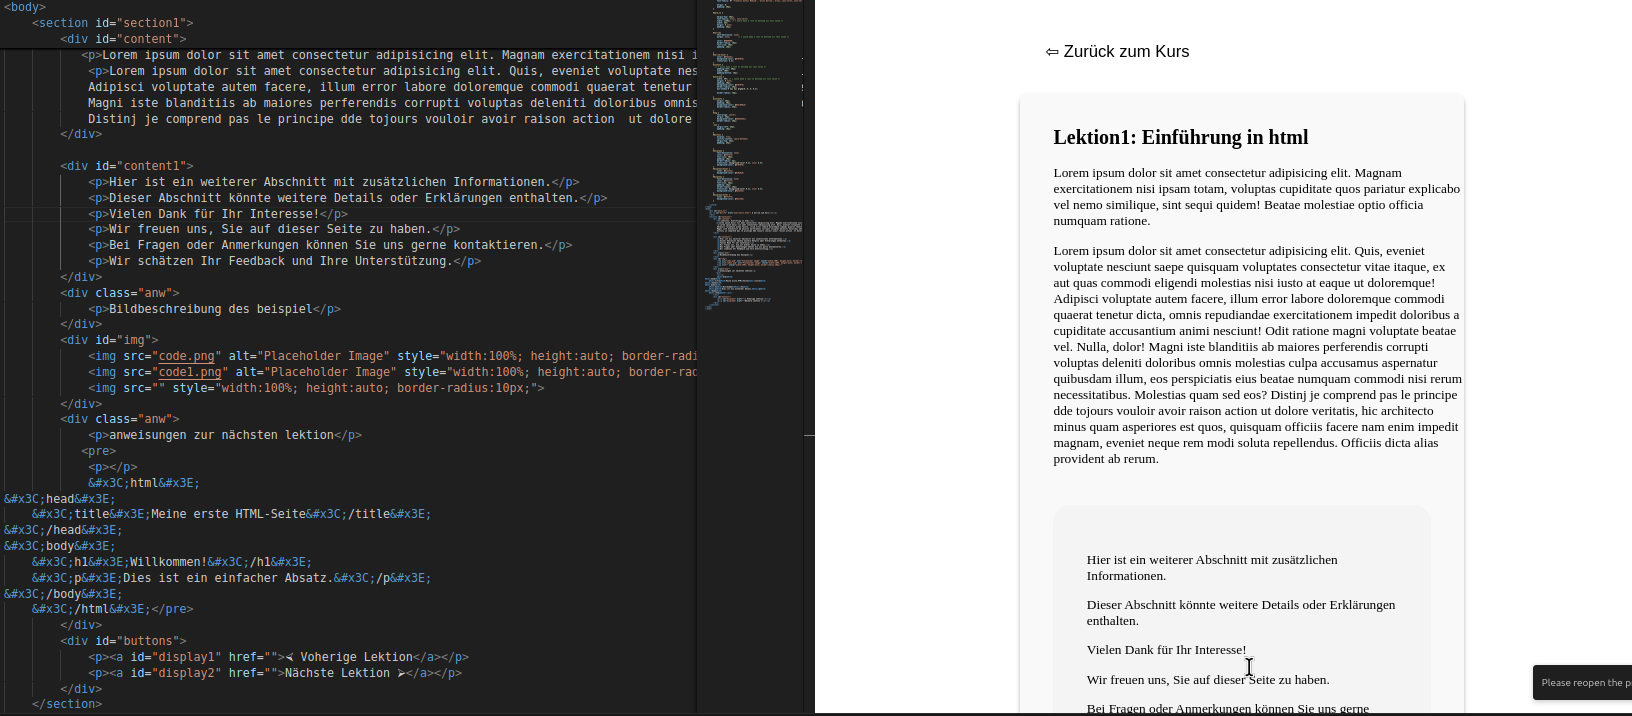 <body>
<section id="section1">
<div id="content">
<p>Lorem ipsum dolor sit amet consectetur adipisicing elit. Magnam exercitationem nisi i
<p>Lorem ipsum dolor sit amet consectetur adipisicing elit. Quis, eveniet voluptate nes
Adipisci voluptate autem facere, illum error labore doloremque commodi quaerat tenetur
Magni iste blanditiis ab maiores perferendis corrupti voluptas deleniti doloribus omnis
Distinj je comprend pas le principe dde tojours vouloir avoir raison action  ut dolore
</div>
<div id="content1">
<p>Hier ist ein weiterer Abschnitt mit zusätzlichen Informationen.</p>
<p>Dieser Abschnitt könnte weitere Details oder Erklärungen enthalten.</p>
<p>Vielen Dank für Ihr Interesse!</p>
<p>Wir freuen uns, Sie auf dieser Seite zu haben.</p>
<p>Bei Fragen oder Anmerkungen können Sie uns gerne kontaktieren.</p>
<p>Wir schätzen Ihr Feedback und Ihre Unterstützung.</p>
</div>
<div class="anw">
<p>Bildbeschreibung des beispiel</p>
</div>
<div id="img">
<img src="code.png" alt="Placeholder Image" style="width:100%; height:auto; border-radi
<img src="code1.png" alt="Placeholder Image" style="width:100%; height:auto; border-rad
<img src="" style="width:100%; height:auto; border-radius:10px;">
</div>
<div class="anw">
<p>anweisungen zur nächsten lektion</p>
<pre>
<p></p>
&#x3C;html&#x3E;
&#x3C;head&#x3E;
&#x3C;title&#x3E;Meine erste HTML-Seite&#x3C;/title&#x3E;
&#x3C;/head&#x3E;
&#x3C;body&#x3E;
&#x3C;h1&#x3E;Willkommen!&#x3C;/h1&#x3E;
&#x3C;p&#x3E;Dies ist ein einfacher Absatz.&#x3C;/p&#x3E;
&#x3C;/body&#x3E;
&#x3C;/html&#x3E;</pre>
</div>
<div id="buttons">
<p><a id="display1" href="">⮘ Voherige Lektion</a></p>
<p><a id="display2" href="">Nächste Lektion ⮚</a></p>
</div>
</section>
⇦ Zurück zum Kurs
Lektion1: Einführung in html
Lorem ipsum dolor sit amet consectetur adipisicing elit. Magnam
exercitationem nisi ipsam totam, voluptas cupiditate quos pariatur explicabo
vel nemo similique, sint sequi quidem! Beatae molestiae optio officia
numquam ratione.
Lorem ipsum dolor sit amet consectetur adipisicing elit. Quis, eveniet
voluptate nesciunt saepe quisquam voluptates consectetur vitae itaque, ex
aut quas commodi eligendi molestias nisi iusto at eaque ut doloremque!
Adipisci voluptate autem facere, illum error labore doloremque commodi
quaerat tenetur dicta, omnis repudiandae exercitationem impedit doloribus a
cupiditate accusantium animi nesciunt! Odit ratione magni voluptate beatae
vel. Nulla, dolor! Magni iste blanditiis ab maiores perferendis corrupti
voluptas deleniti doloribus omnis molestias culpa accusamus aspernatur
quibusdam illum, eos perspiciatis eius beatae numquam commodi nisi rerum
necessitatibus. Molestias quam sed eos? Distinj je comprend pas le principe
dde tojours vouloir avoir raison action ut dolore veritatis, hic architecto
minus quam asperiores est quos, quisquam officiis facere nam enim impedit
magnam, eveniet neque rem modi soluta repellendus. Officiis dicta alias
provident ab rerum.
Hier ist ein weiterer Abschnitt mit zusätzlichen
Informationen.
Dieser Abschnitt könnte weitere Details oder Erklärungen
enthalten.
Vielen Dank für Ihr Interesse!
Wir freuen uns, Sie auf dieser Seite zu haben.
Bei Fragen oder Anmerkungen können Sie uns gerne
Please reopen the p